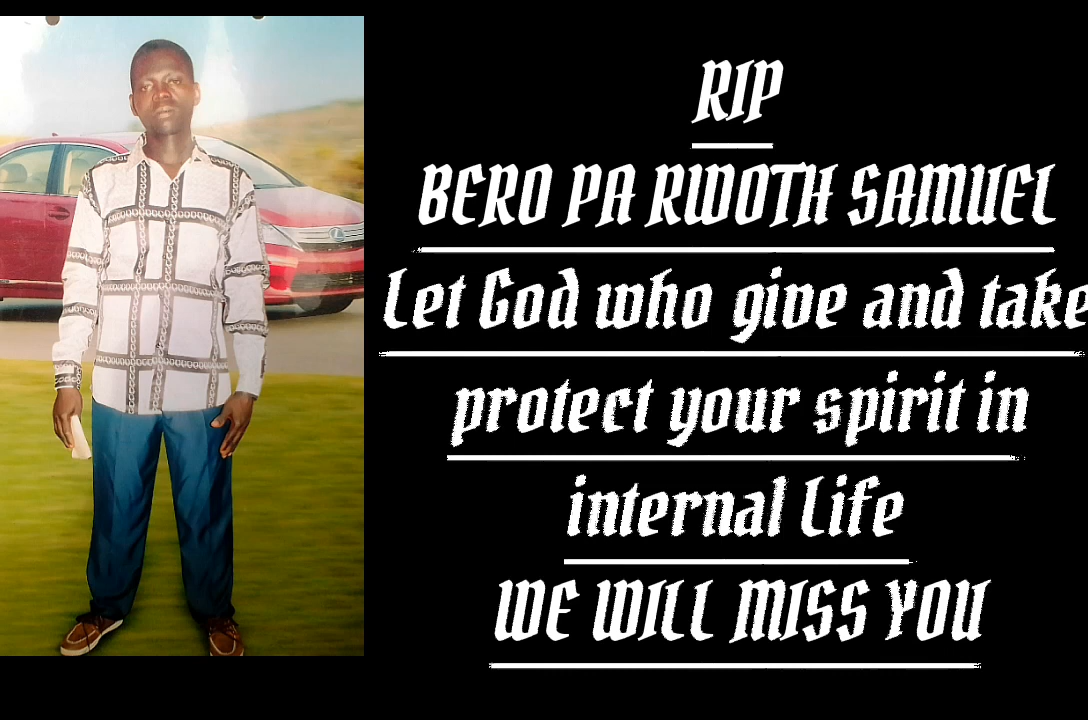 RIP
BERO PA RWOTH SAMUEL
Let God who give and take
protect your spirit in
internal Life
WE WILL MISS YOU